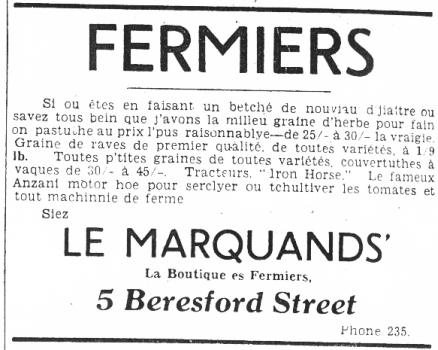 FERMIERS
Si ou êtes en faisant un betché de nouviau d'jiaître ou
savez tous bein que j'avons la milieu graine d'herbe pour fain
on pastuche au prix l'pus raisonnablye—de 25/- à 30/- la vraigie.
Graine de raves de premier qualité, de toutes variétés, à 1/9
lb. Toutes p'tites graines de toutes variétés, couvertuthes à
vaques de 30/- à 45/-. Tracteurs, "Iron Horse." Le fameux
Anzani motor hoe pour serclyer ou tchultiver les tomates et
tout machinnie de ferme
Siez
LE MARQUANDS'
La Boutique es Fermiers,
5 Beresford Street
Phone 235.